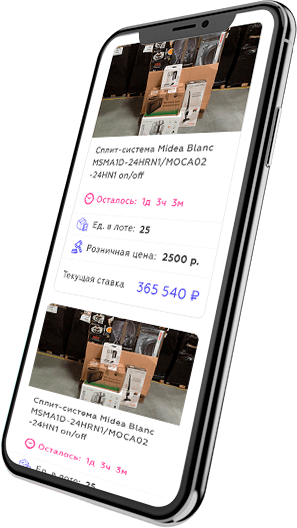 Сплит-система Midea Blanc
MSMA1D-24HRN1/MOCA02
-24HN1 on/off
Осталось: 1д 3ч 3м
Ед. в лоте: 25
Розничная цена: 2500 р.
Текущая ставка 365 540 ₽
Сплит-система Midea Blanc
MSMA1D-24HRN1/MOCA02
-24HN1 on/off
Осталось: 1д 3ч 3м
Ед. в лоте: 25